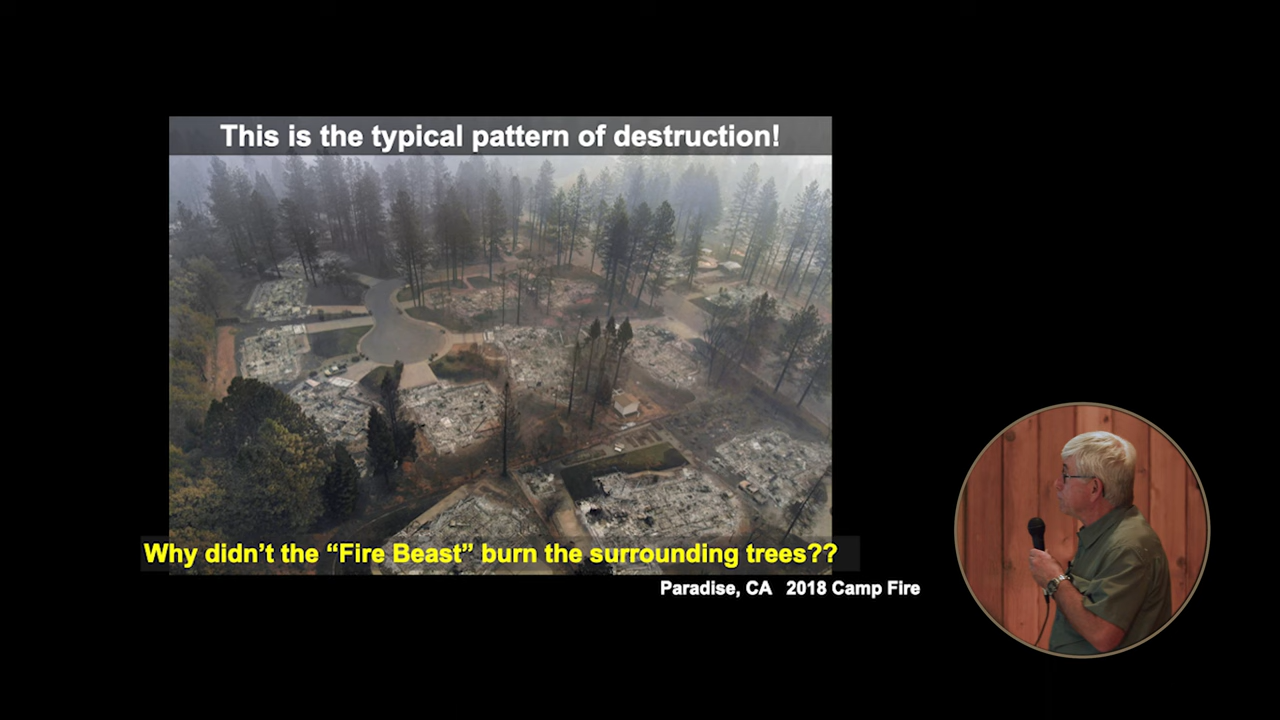 This is the typical pattern of destruction!
Why didn't the “Fire Beast” burn the surrounding trees??
Paradise, CA 2018 Camp Fire